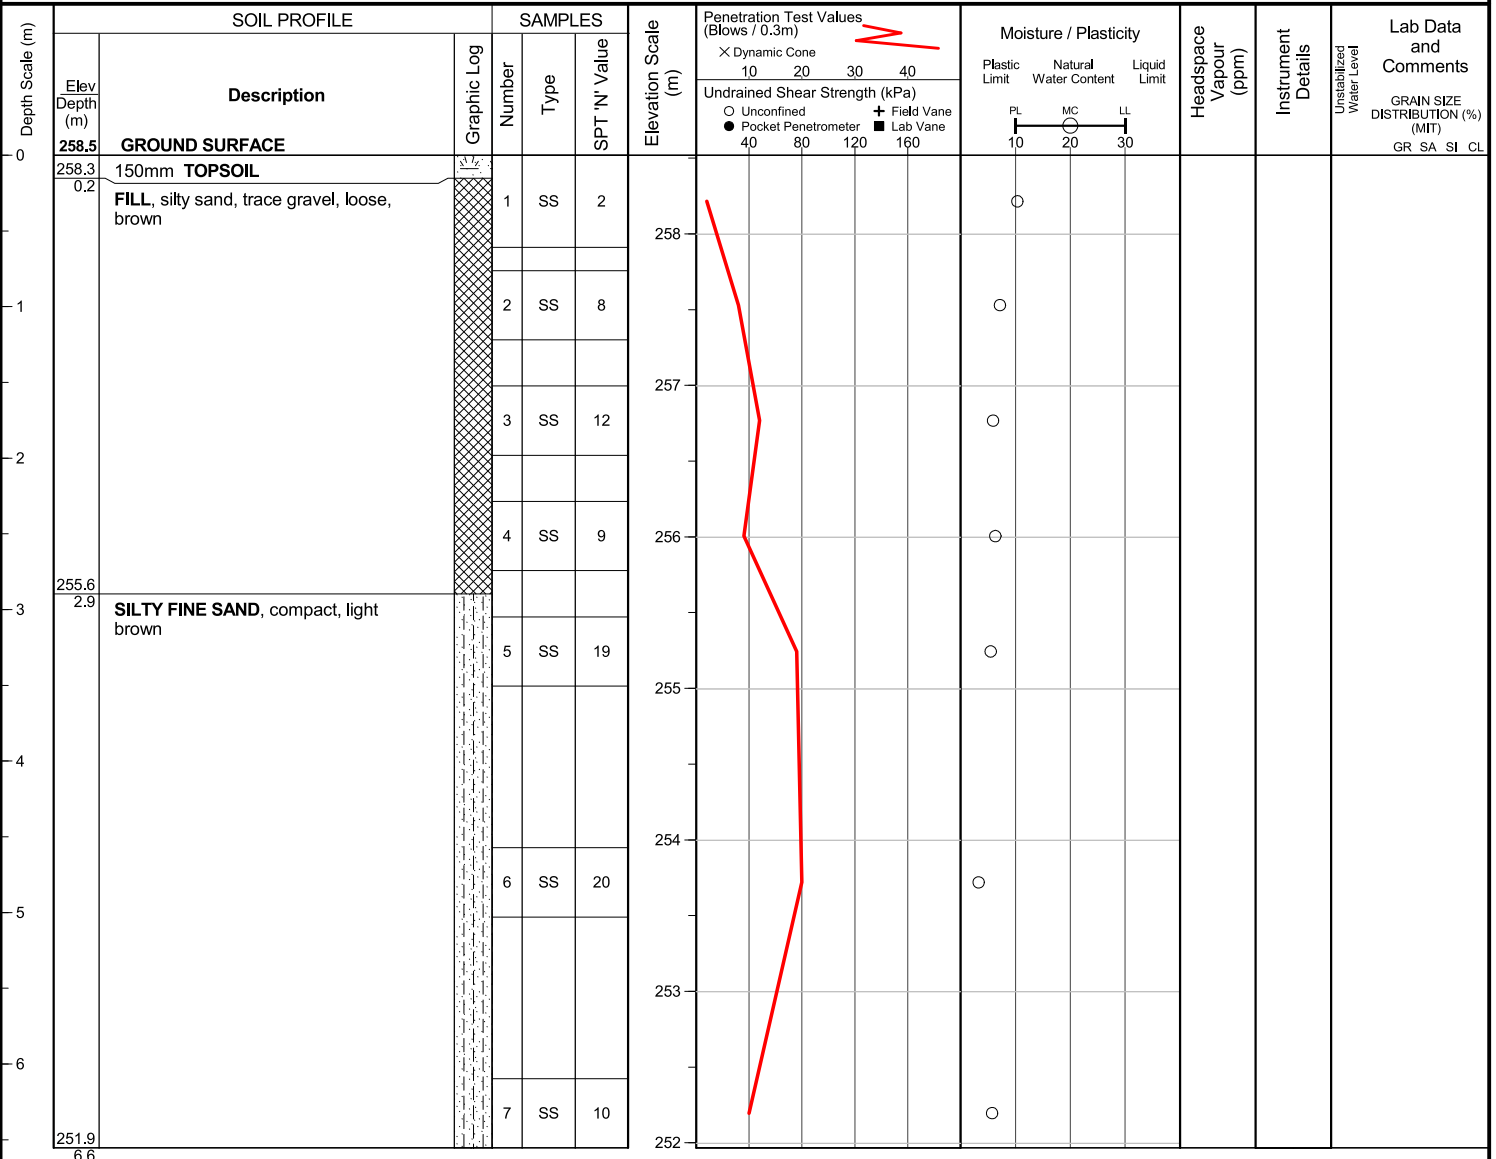 SOIL PROFILE
SAMPLES
Depth Scale (m)
Elev
Depth
(m)
Description
Graphic Log
Number
Type
SPT 'N' Value
Elevation Scale
(m)
Penetration Test Values
(Blows / 0.3m)
× Dynamic Cone
10 20 30 40
Undrained Shear Strength (kPa)
Unconfined
Field Vane
Pocket Penetrometer
Lab Vane
40 80 120 160
Moisture / Plasticity
Plastic
Limit
Natural
Water Content
Liquid
Limit
PL MC LL
10 20 30
Headspace
Vapour
(ppm)
Instrument
Details
Unstabilized
Water Level
Lab Data
and
Comments
GRAIN SIZE
DISTRIBUTION (%)
(MIT)
GR SA SI CL
258.5 GROUND SURFACE
0
258.3 150mm TOPSOIL
0.2
FILL, silty sand, trace gravel, loose,
brown
1 SS 2
258
1
2 SS 8
257
3 SS 12
2
4 SS 9
256
255.6
2.9
3
SILTY FINE SAND, compact, light
brown
5 SS 19
255
4
254
6 SS 20
5
253
6
7 SS 10
251.9
6.6
252